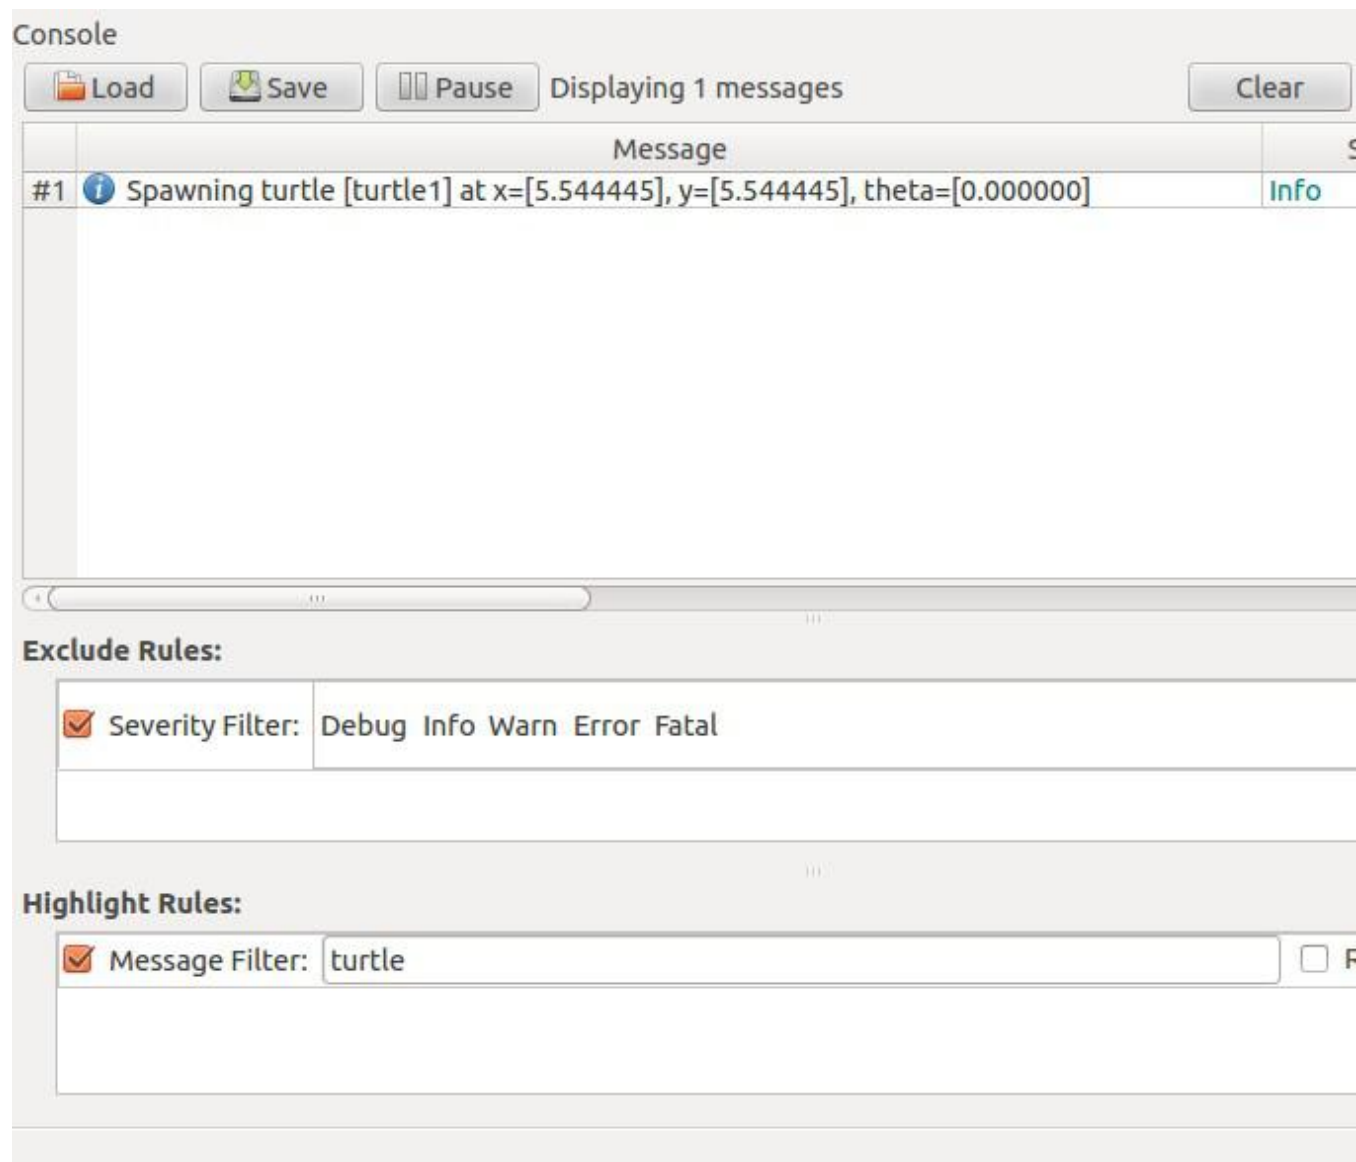 Console
Load Save Pause Displaying 1 messages Clear
Message S
#1 Spawning turtle [turtle1] at x=[5.544445], y=[5.544445], theta=[0.000000] Info
Exclude Rules:
Severity Filter: Debug Info Warn Error Fatal
Highlight Rules:
Message Filter: turtle R